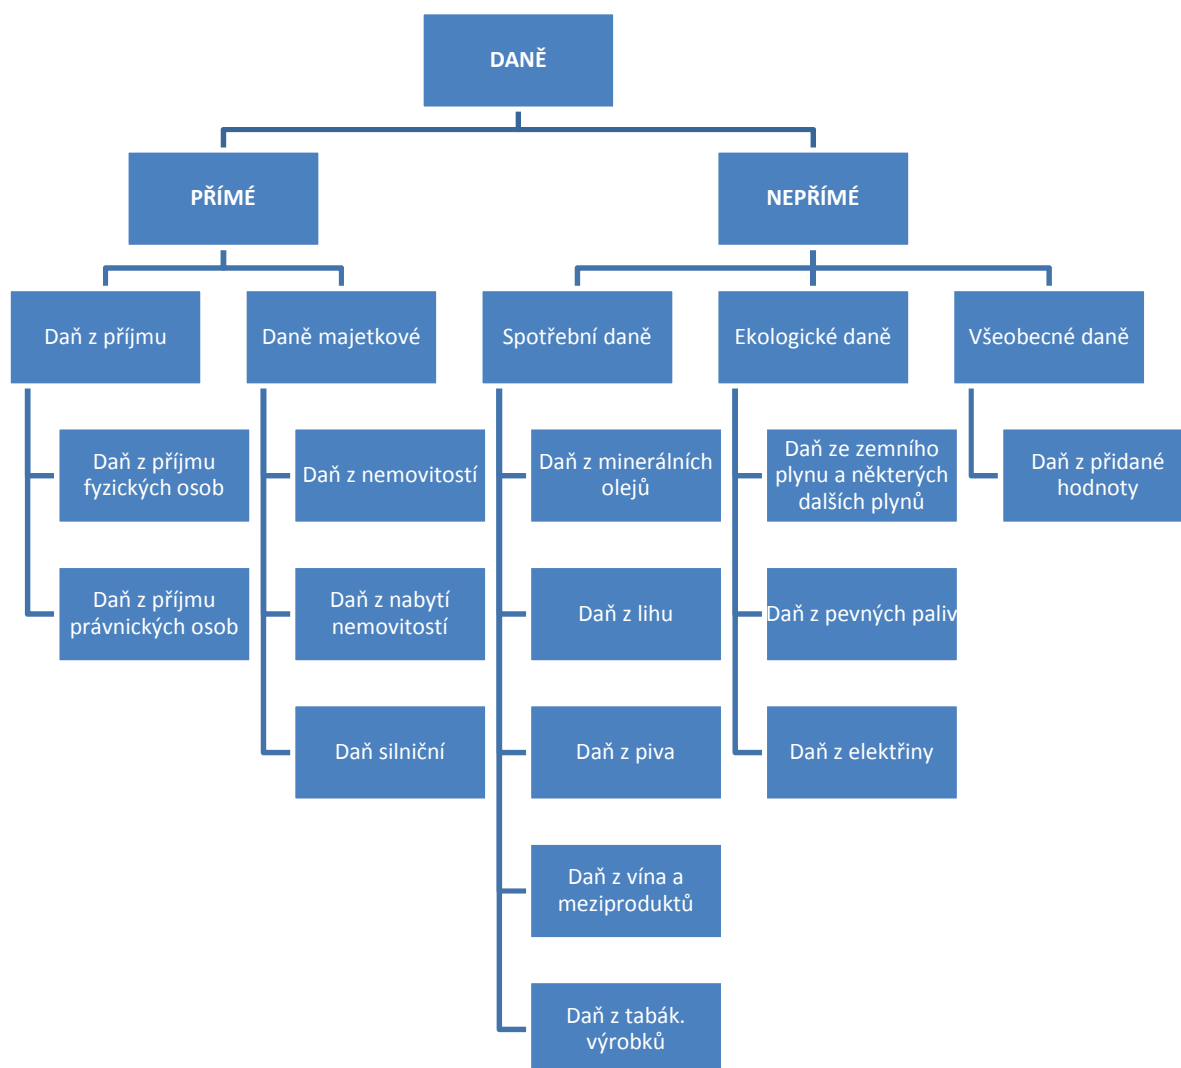 DANĚ
PŘÍMÉ
NEPŘÍMÉ
Daň z příjmu
Daně majetkové
Spotřební daně
Ekologické daně
Všeobecné daně
Daň z příjmu
fyzických osob
Daň z nemovitostí
Daň z minerálních
olejů
Daň ze zemního
plynu a některých
dalších plynů
Daň z přidané
hodnoty
Daň z příjmu
právnických osob
Daň z nabytí
nemovitostí
Daň z lihu
Daň z pevných paliv
Daň silniční
Daň z piva
Daň z elektřiny
Daň z vína a
meziproduktů
Daň z tabák.
výrobků